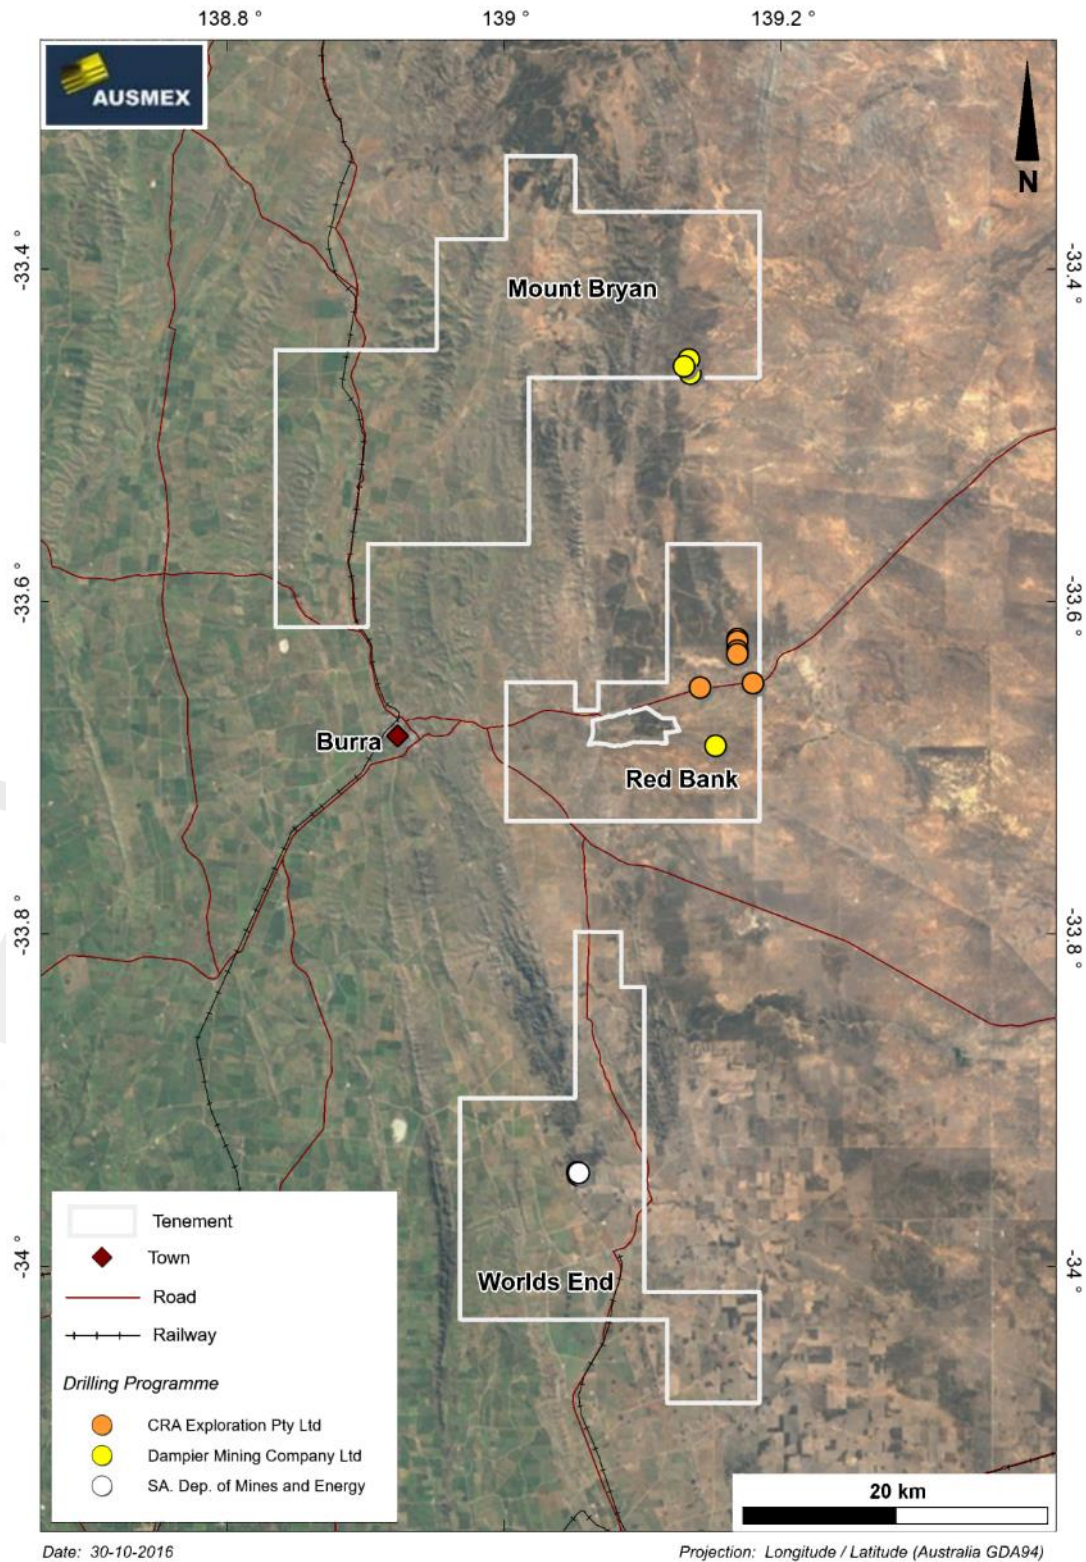 138.8 °
139 °
139.2 °
AUSMEX
N
-33.4 °
-33.4 °
Mount Bryan
-33.6 °
-33.6 °
Burra
Red Bank
-33.8 °
-33.8 °
-34 °
-34 °
Worlds End
Tenement
Town
Road
Railway
Drilling Programme
CRA Exploration Pty Ltd
Dampier Mining Company Ltd
SA. Dep. of Mines and Energy
20 km
Date: 30-10-2016
Projection: Longitude / Latitude (Australia GDA94)